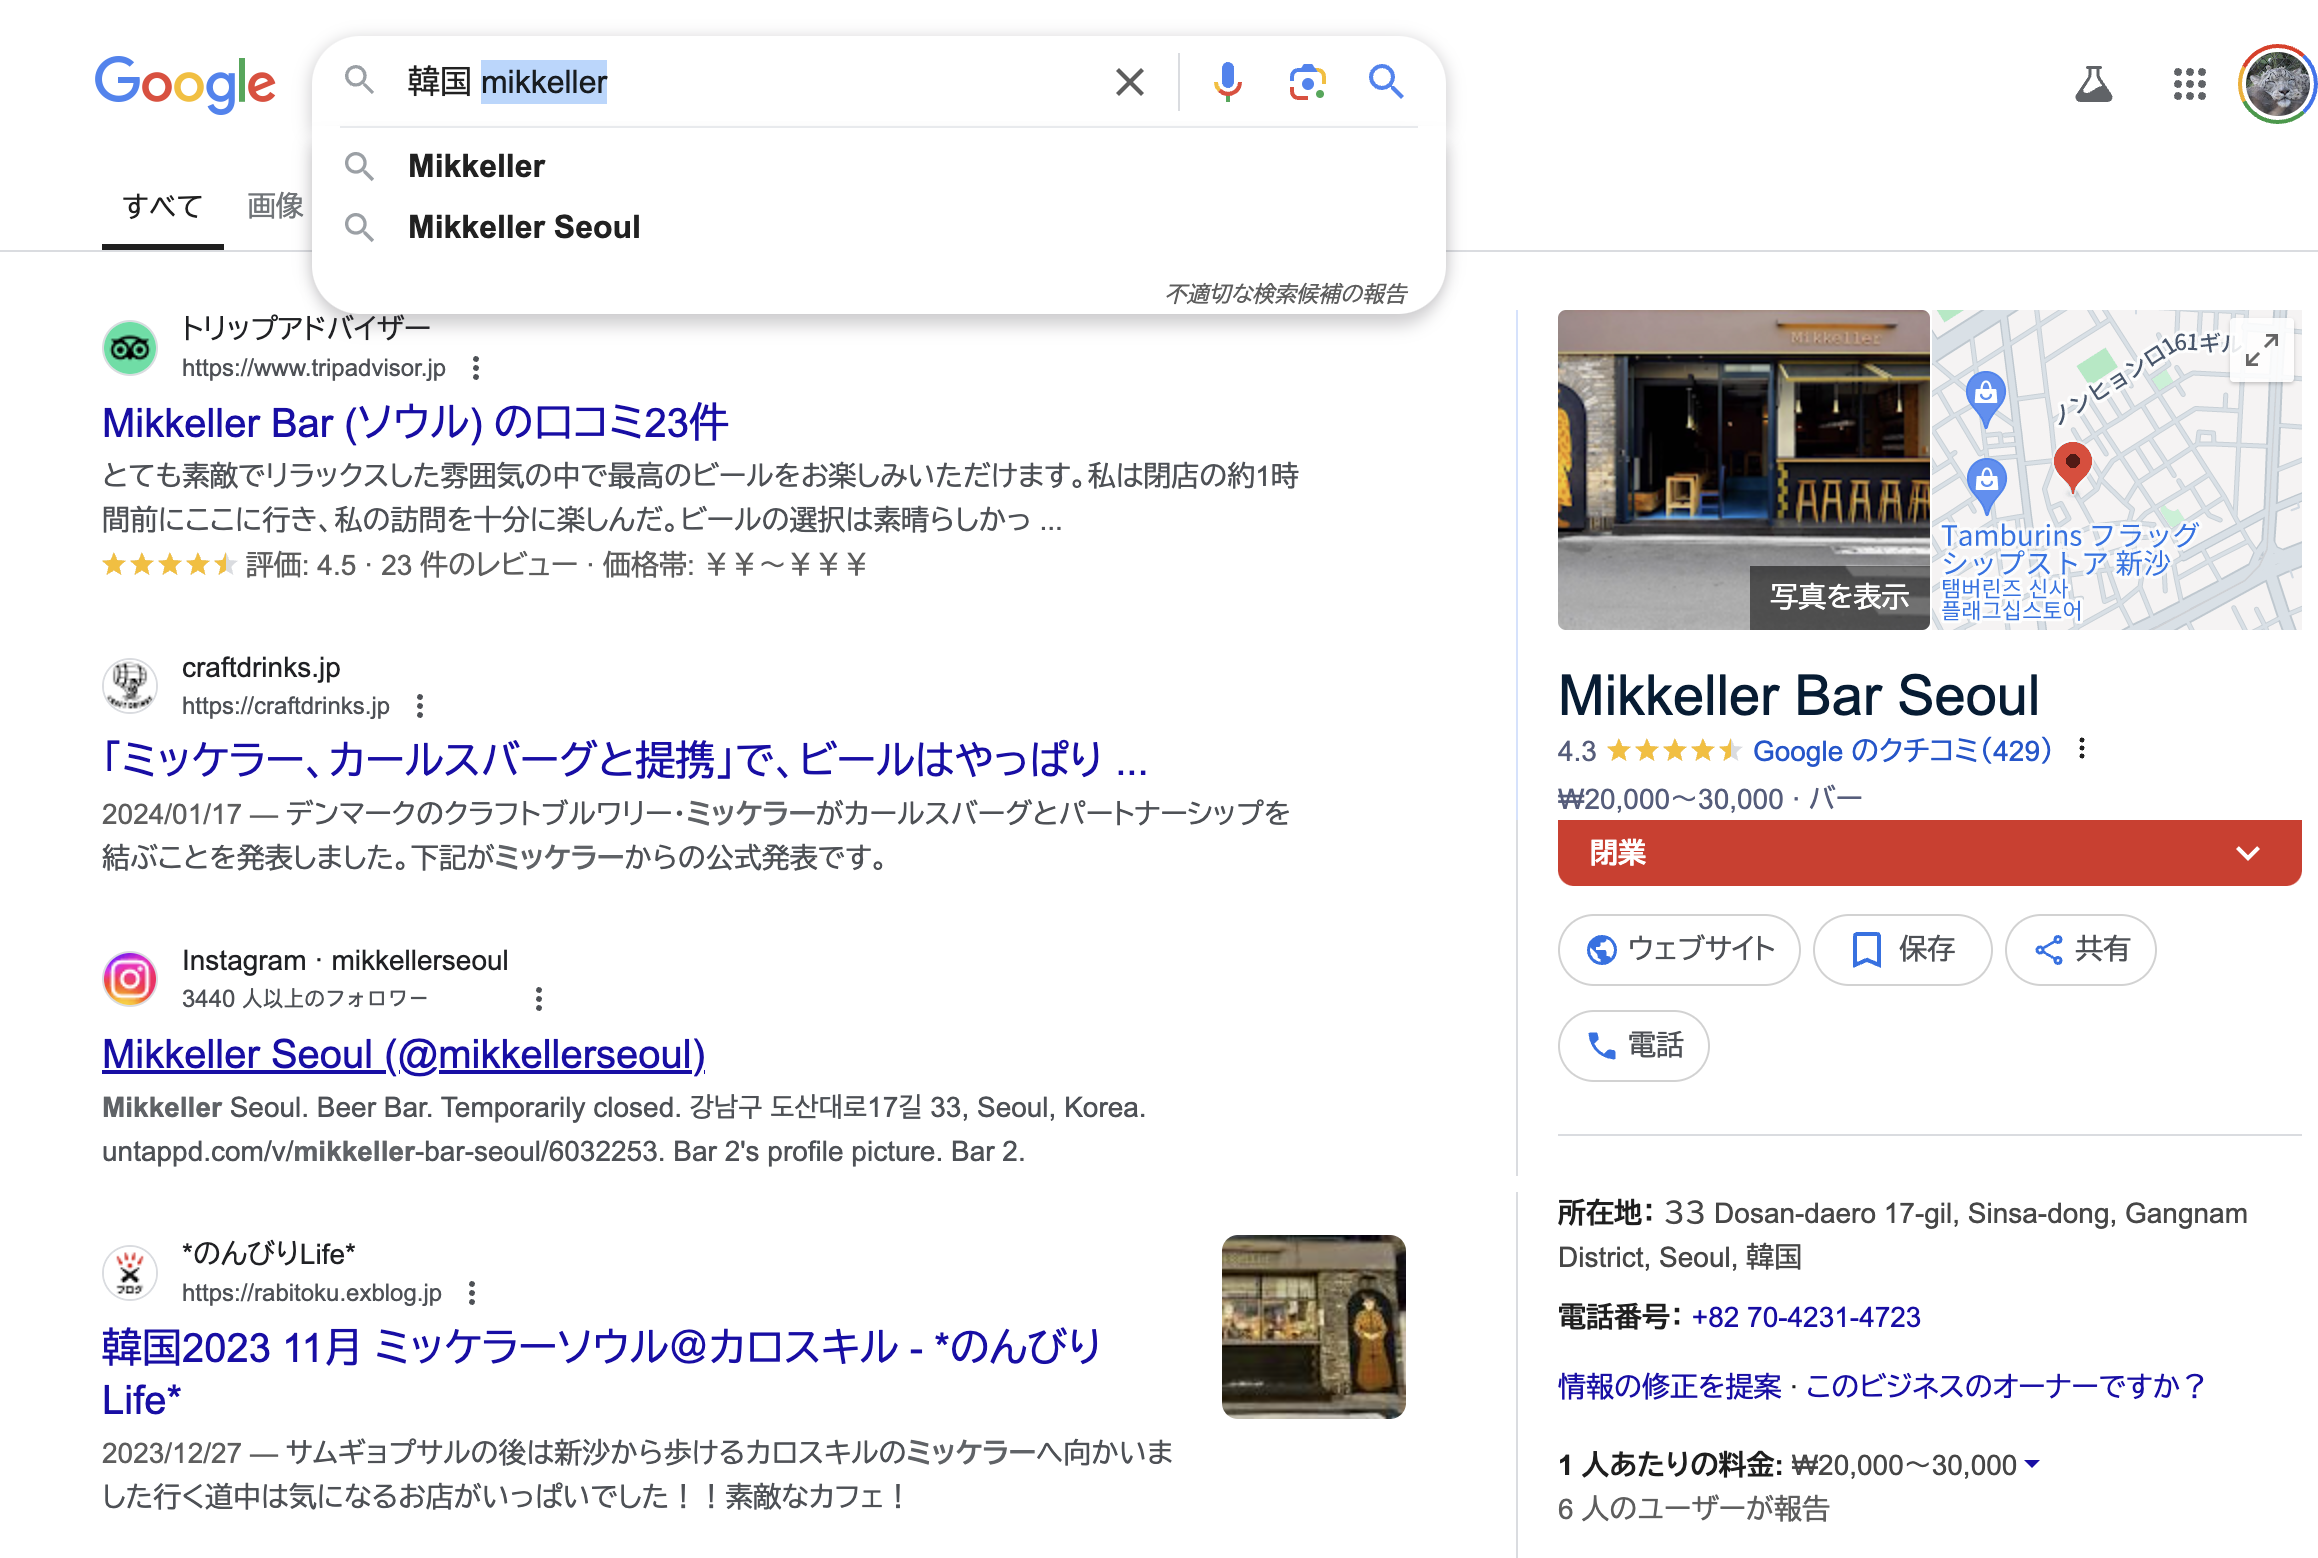 Google
韓国 mikkeller
Mikkeller
Mikkeller Seoul
不適切な検索候補の報告
すべて 画像
トリップアドバイザー
https://www.tripadvisor.jp
Mikkeller Bar (ソウル) の口コミ23件
とても素敵でリラックスした雰囲気の中で最高のビールをお楽しみいただけます。私は閉店の約1時
間前にここに行き、私の訪問を十分に楽しんだ。ビールの選択は素晴らしかっ ...
評価: 4.5 · 23 件のレビュー · 価格帯: ￥￥～￥￥￥
craftdrinks.jp
https://craftdrinks.jp
「ミッケラー、カールスバーグと提携」で、ビールはやっぱり ...
2024/01/17 — デンマークのクラフトブルワリー・ミッケラーがカールスバーグとパートナーシップを
結ぶことを発表しました。下記がミッケラーからの公式発表です。
Instagram · mikkellerseoul
3440 人以上のフォロワー
Mikkeller Seoul (@mikkellerseoul)
Mikkeller Seoul. Beer Bar. Temporarily closed. 강남구 도산대로17길 33, Seoul, Korea.
untappd.com/v/mikkeller-bar-seoul/6032253. Bar 2's profile picture. Bar 2.
*のんびりLife*
https://rabitoku.exblog.jp
ブログ
韓国2023 11月 ミッケラーソウル@カロスキル - *のんびり
Life*
2023/12/27 — サムギョプサルの後は新沙から歩けるカロスキルのミッケラーへ向かいま
した行く道中は気になるお店がいっぱいでした！！素敵なカフェ！
Mikkeller
写真を表示
ノンヒョンロ161ギル
Tamburins フラッグ
シップストア 新沙
탬버린즈 신사
플래그십스토어
Mikkeller Bar Seoul
4.3 Google のクチコミ（429）
₩20,000～30,000 · バー
閉業
ウェブサイト 保存 共有
電話
所在地： 33 Dosan-daero 17-gil, Sinsa-dong, Gangnam
District, Seoul, 韓国
電話番号： +82 70-4231-4723
情報の修正を提案 · このビジネスのオーナーですか？
1 人あたりの料金: ₩20,000～30,000
6 人のユーザーが報告